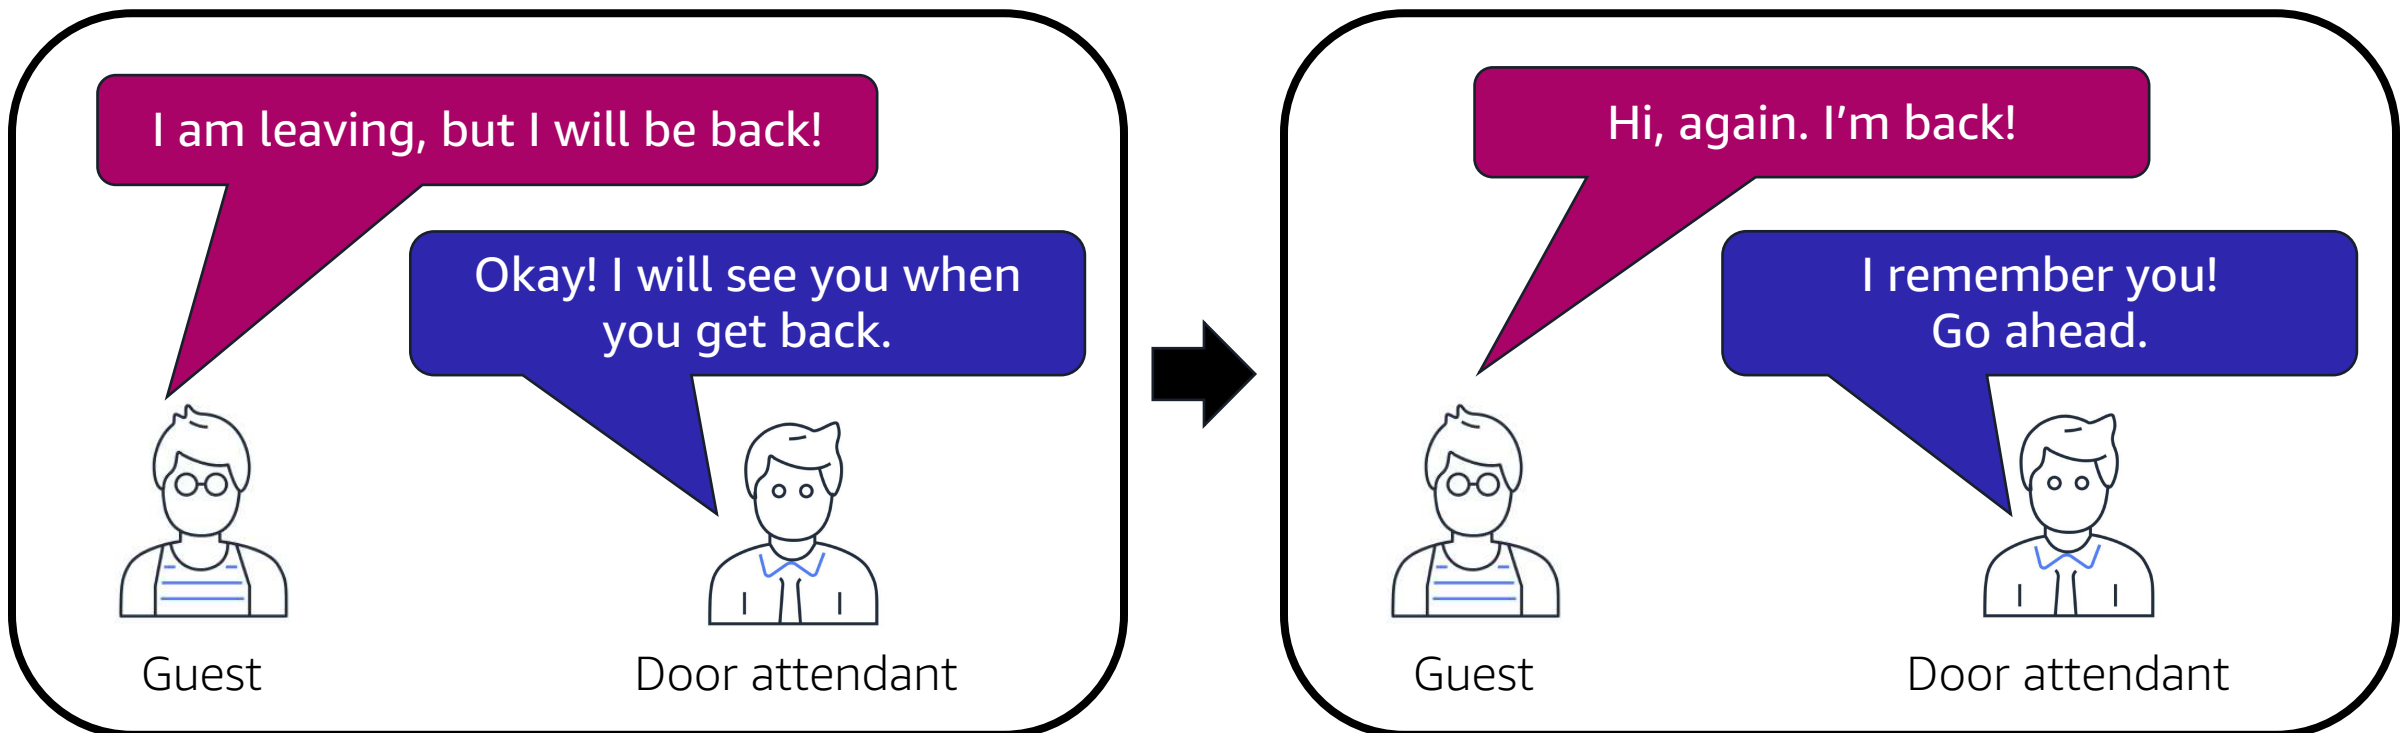 I am leaving, but I will be back!
Okay! I will see you when
you get back.
Guest
Door attendant
Hi, again. I’m back!
I remember you!
Go ahead.
Guest
Door attendant